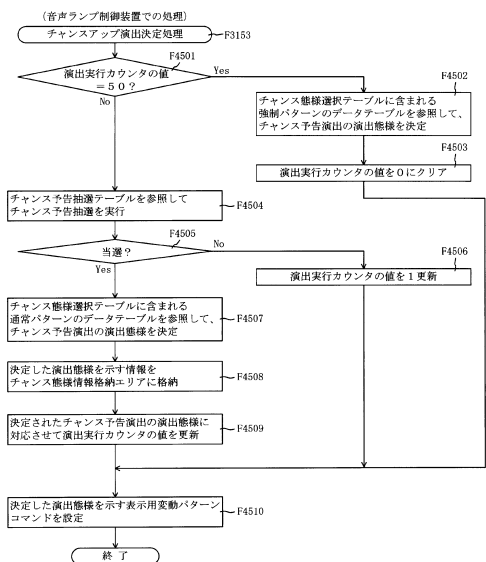 (音声ランプ制御装置での処理)
チャンスアップ演出決定処理
F3153
F4501
演出実行カウンタの値
=50?
Yes
No
F4502
チャンス態様選択テーブルに含まれる
強制パターンのデータテーブルを参照して、
チャンス予告演出の演出態様を決定
F4503
演出実行カウンタの値を0にクリア
チャンス予告抽選テーブルを参照して
チャンス予告抽選を実行
F4504
F4505
当選?
No
Yes
F4506
演出実行カウンタの値を1更新
チャンス態様選択テーブルに含まれる
通常パターンのデータテーブルを参照して、
チャンス予告演出の演出態様を決定
F4507
決定した演出態様を示す情報を
チャンス態様情報格納エリアに格納
F4508
決定されたチャンス予告演出の演出態様に
対応させて演出実行カウンタの値を更新
F4509
決定した演出態様を示す表示用変動パターン
コマンドを設定
F4510
終了